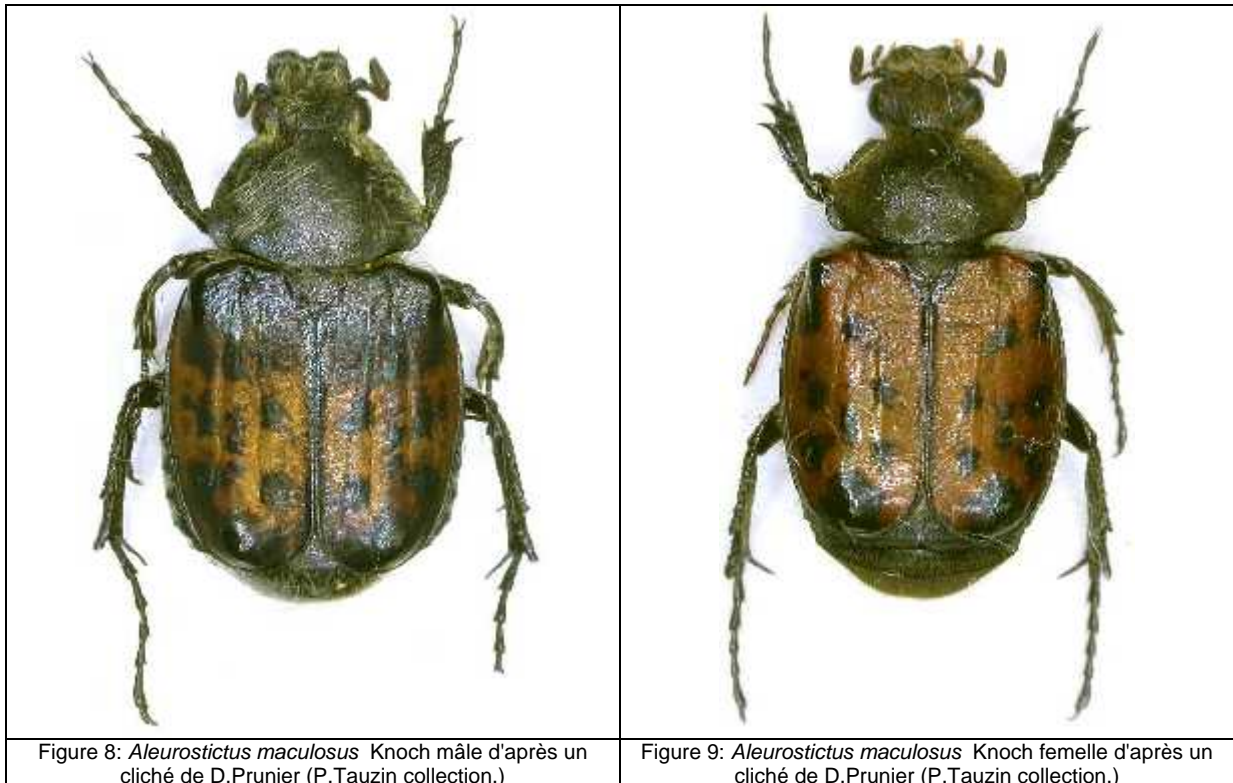 Figure 8: Aleurostictus maculosus Knoch mâle d'après un
cliché de D.Prunier (P.Tauzin collection.)
Figure 9: Aleurostictus maculosus Knoch femelle d'après un
cliché de D.Prunier (P.Tauzin collection.)